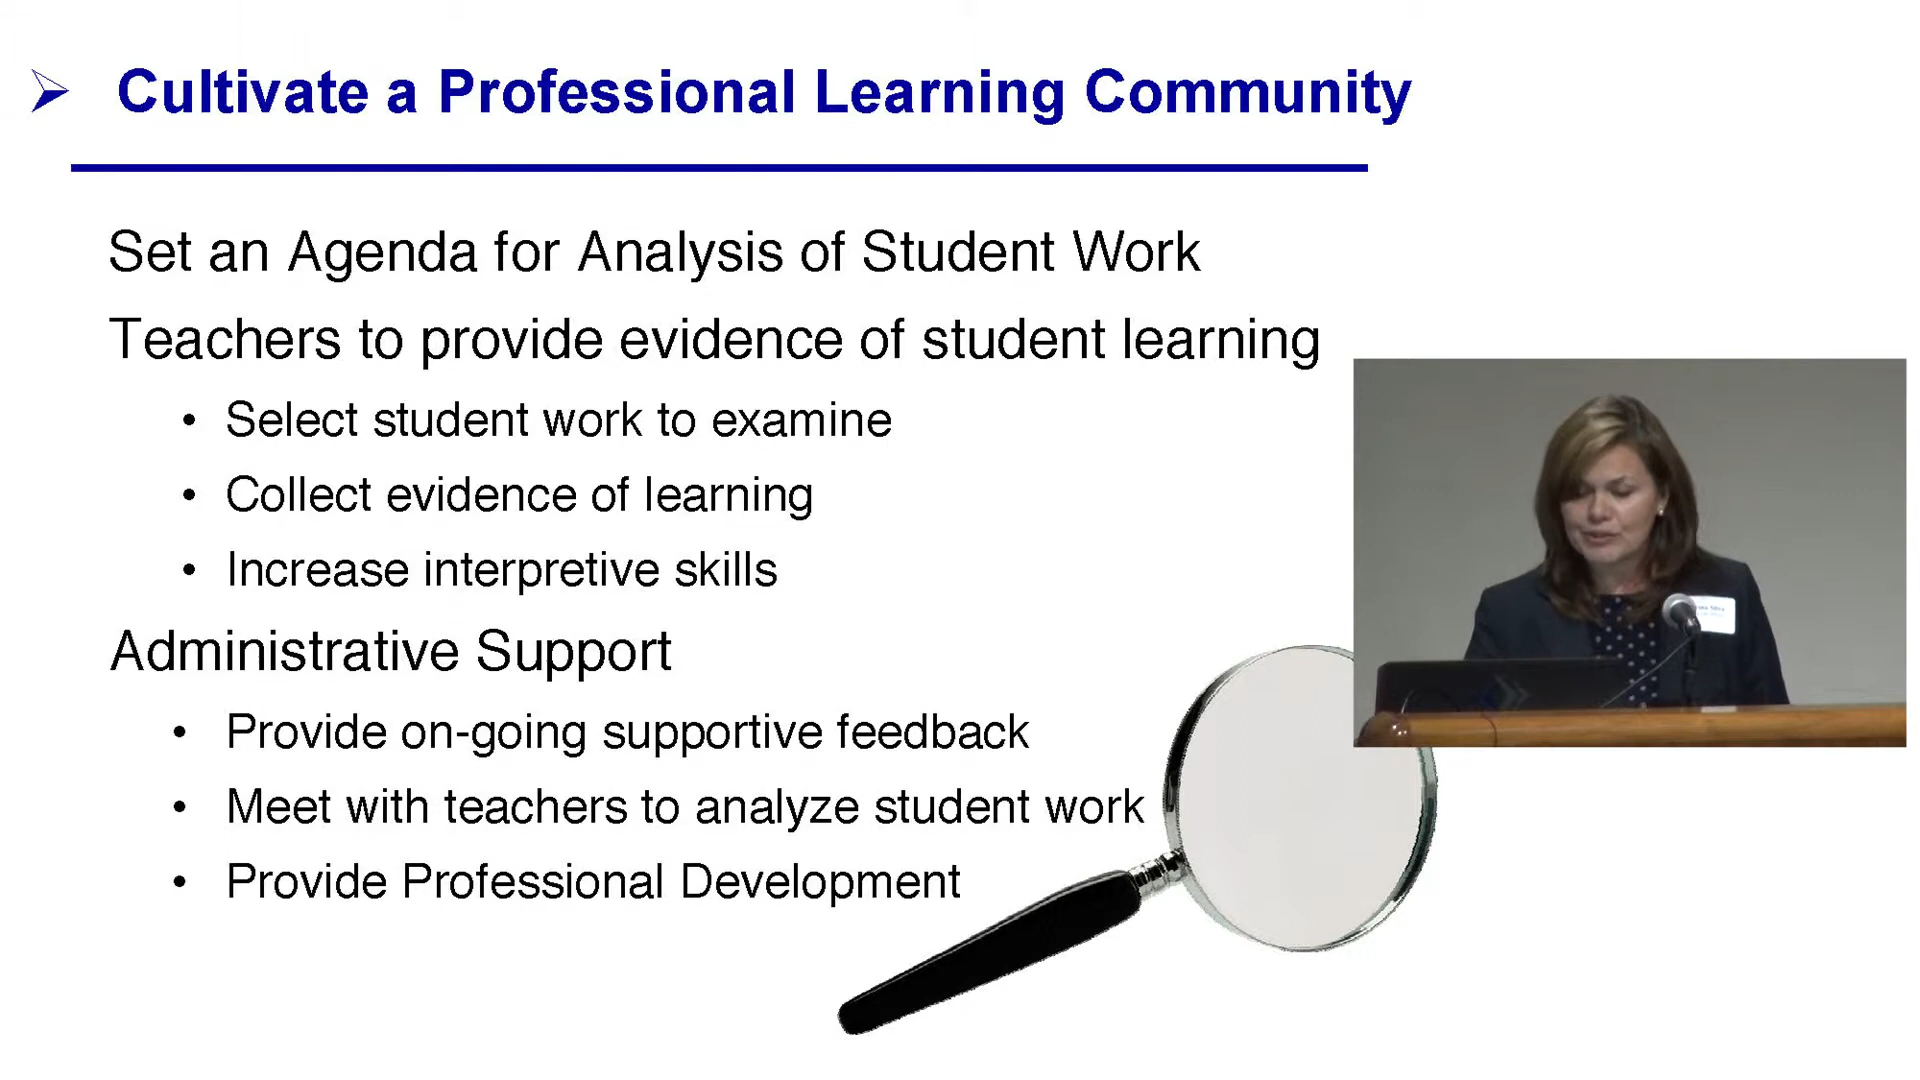 Cultivate a Professional Learning Community
Set an Agenda for Analysis of Student Work
Teachers to provide evidence of student learning
• Select student work to examine
• Collect evidence of learning
• Increase interpretive skills
Administrative Support
• Provide on-going supportive feedback
• Meet with teachers to analyze student work
• Provide Professional Development